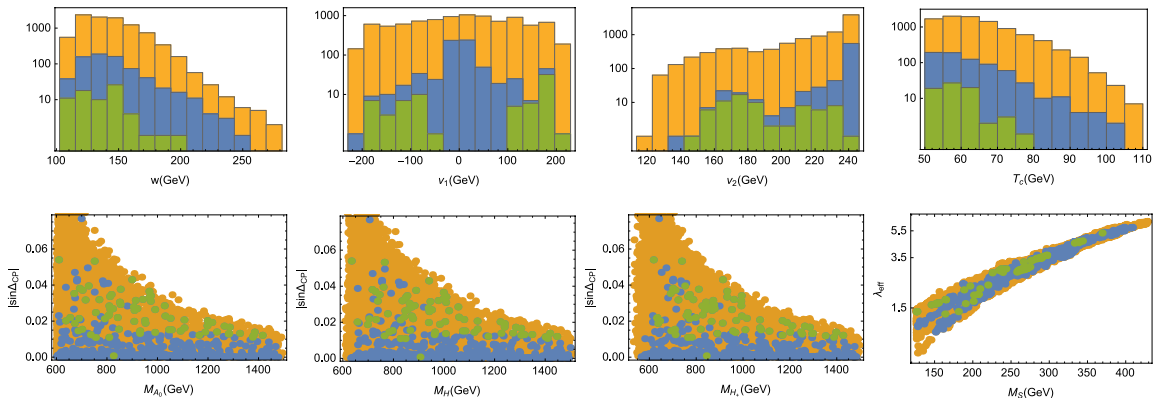 1000
10
100 150 200 250
w(GeV)
1000
10
−200 −100 0 100 200
v1(GeV)
1000
10
120 140 160 180 200 220 240
v2(GeV)
1000
100
10
50 60 70 80 90 100 110
Tc(GeV)
|sinΔCP|
0.06
0.04
0.02
0.00
600 800 1000 1200 1400
MA0(GeV)
|sinΔCP|
0.06
0.04
0.02
0.00
600 800 1000 1200 1400
MH(GeV)
|sinΔCP|
0.06
0.04
0.02
0.00
600 800 1000 1200 1400
MH+(GeV)
λeff
5.5
3.5
1.5
150 200 250 300 350 400
MS(GeV)